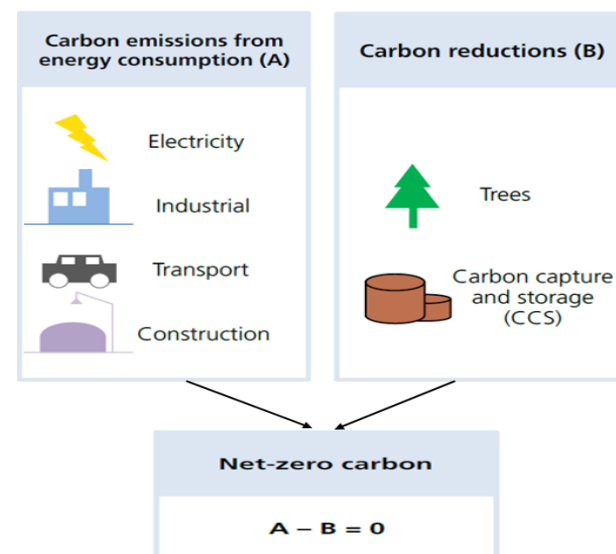 Carbon emissions from
energy consumption (A)
Electricity
Industrial
Transport
Construction
Carbon reductions (B)
Trees
Carbon capture
and storage
(CCS)
Net-zero carbon
A – B = 0